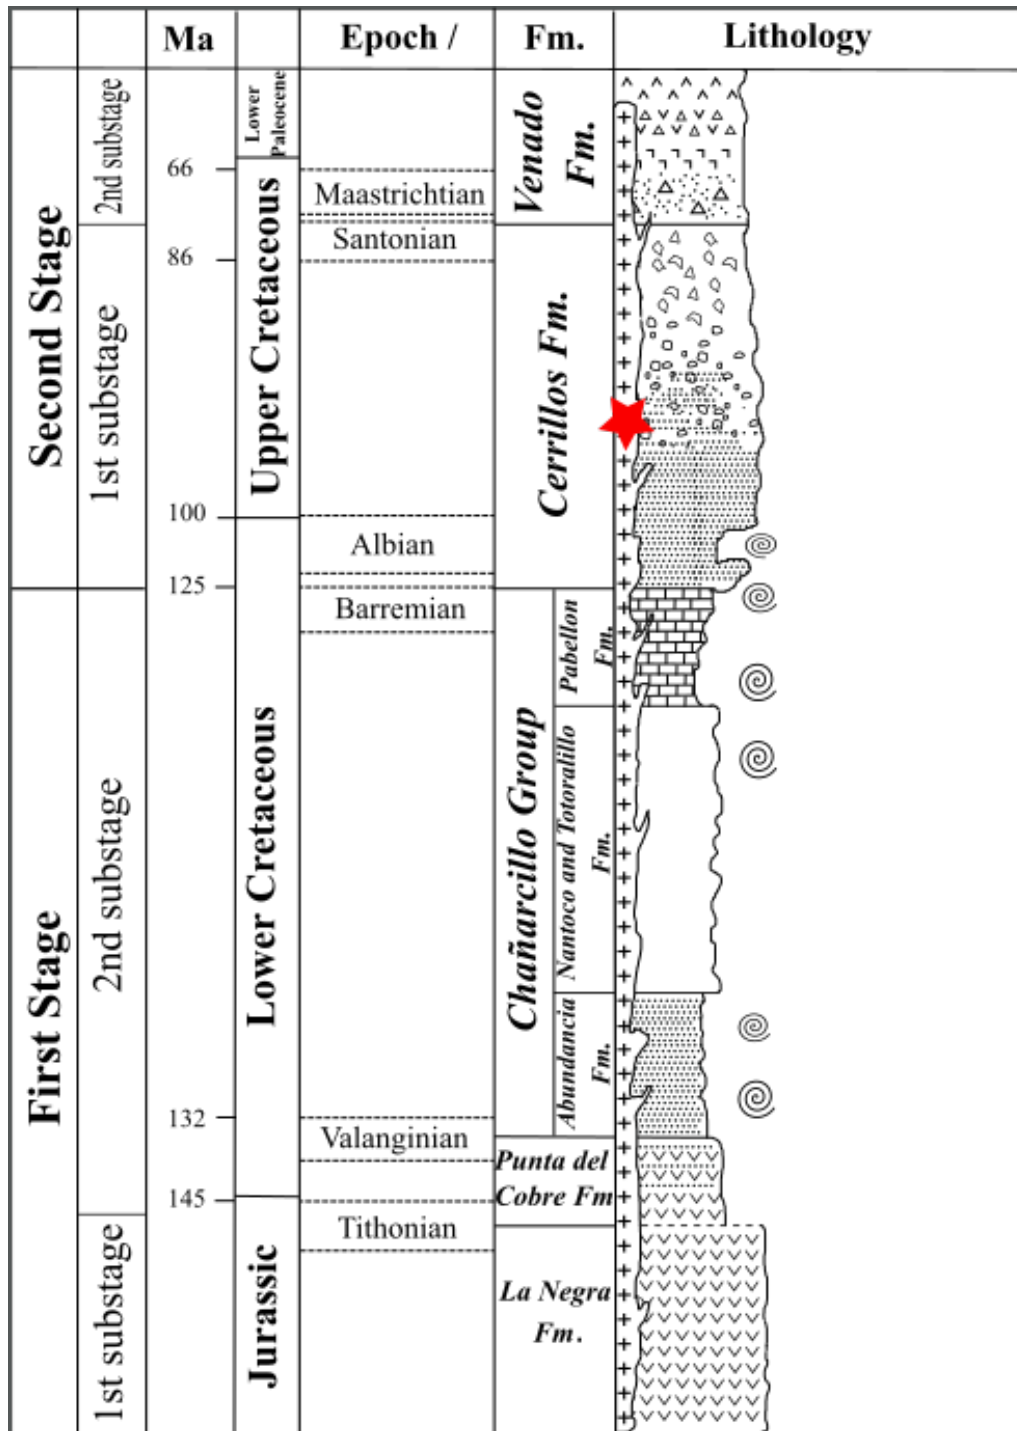 Ma
Epoch /
Fm.
Lithology
Second Stage
First Stage
2nd substage
1st substage
2nd substage
1st substage
66
86
100
125
132
145
Lower
Paleocene
Upper Cretaceous
Lower Cretaceous
Jurassic
Maastrichtian
Santonian
Albian
Barremian
Valanginian
Tithonian
Venado
Fm.
Cerrillos Fm.
Chañarcillo Group
Pabellon
Fm.
Nantoco and Totoralillo
Fm.
Abundancia
Fm.
Punta del
Cobre Fm
La Negra
Fm.